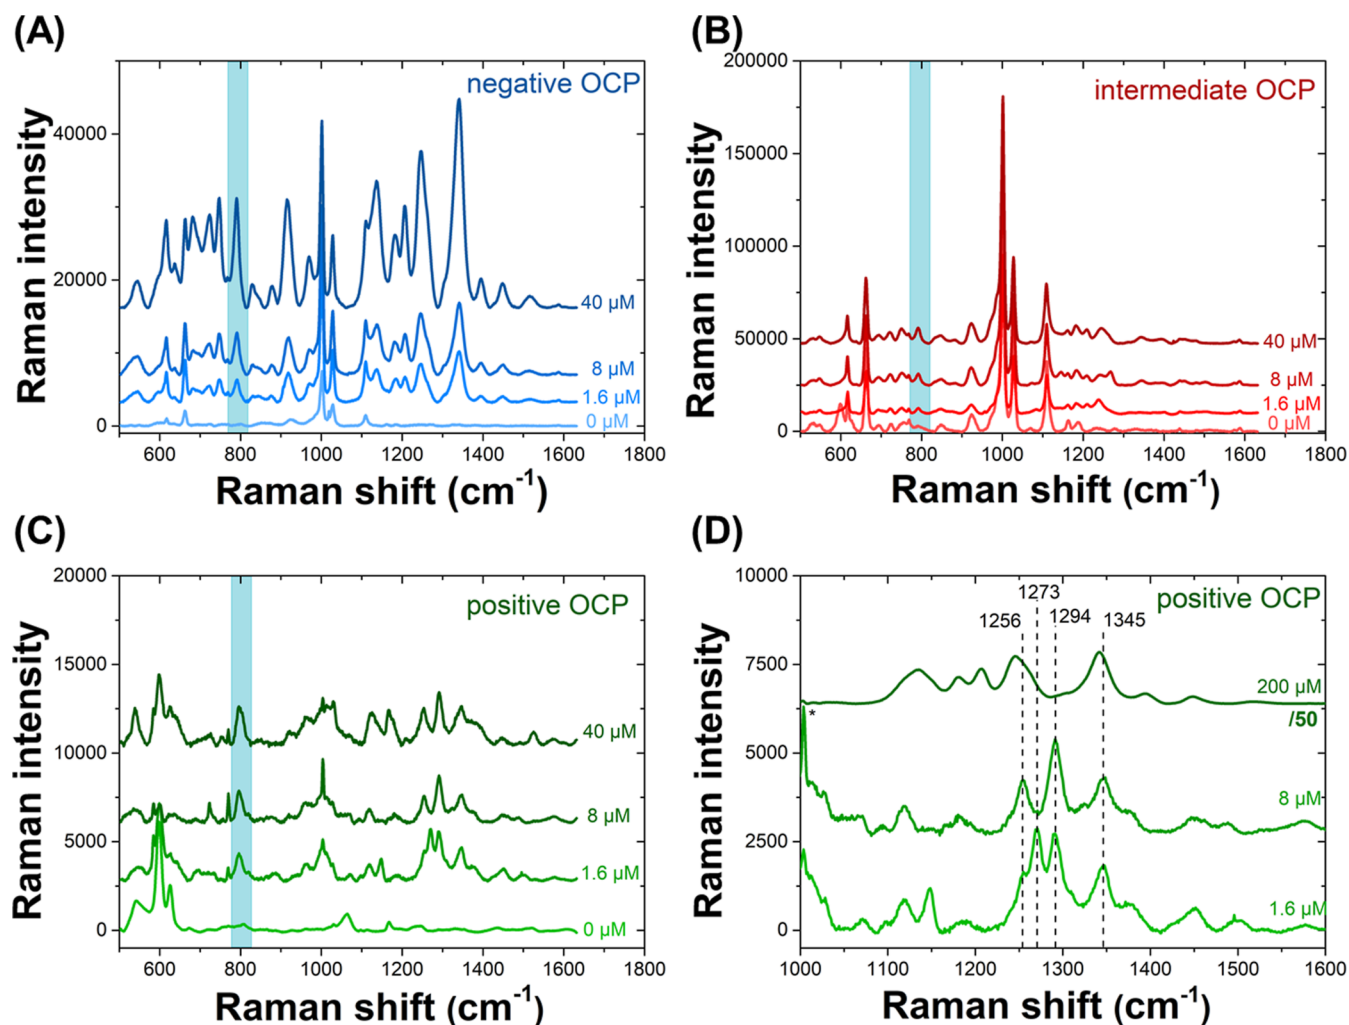 (A)
negative OCP
Raman intensity
40000
20000
0
40 µM
8 µM
1.6 µM
0 µM
600 800 1000 1200 1400 1600 1800
Raman shift (cm-1)
(B)
intermediate OCP
Raman intensity
200000
150000
100000
50000
0
40 µM
8 µM
1.6 µM
0 µM
600 800 1000 1200 1400 1600 1800
Raman shift (cm-1)
(C)
positive OCP
Raman intensity
20000
15000
10000
5000
0
40 µM
8 µM
1.6 µM
0 µM
600 800 1000 1200 1400 1600 1800
Raman shift (cm-1)
(D)
positive OCP
Raman intensity
10000
7500
5000
2500
0
1273
1256 1294 1345
200 µM
/50
*
8 µM
1.6 µM
1000 1100 1200 1300 1400 1500 1600
Raman shift (cm-1)